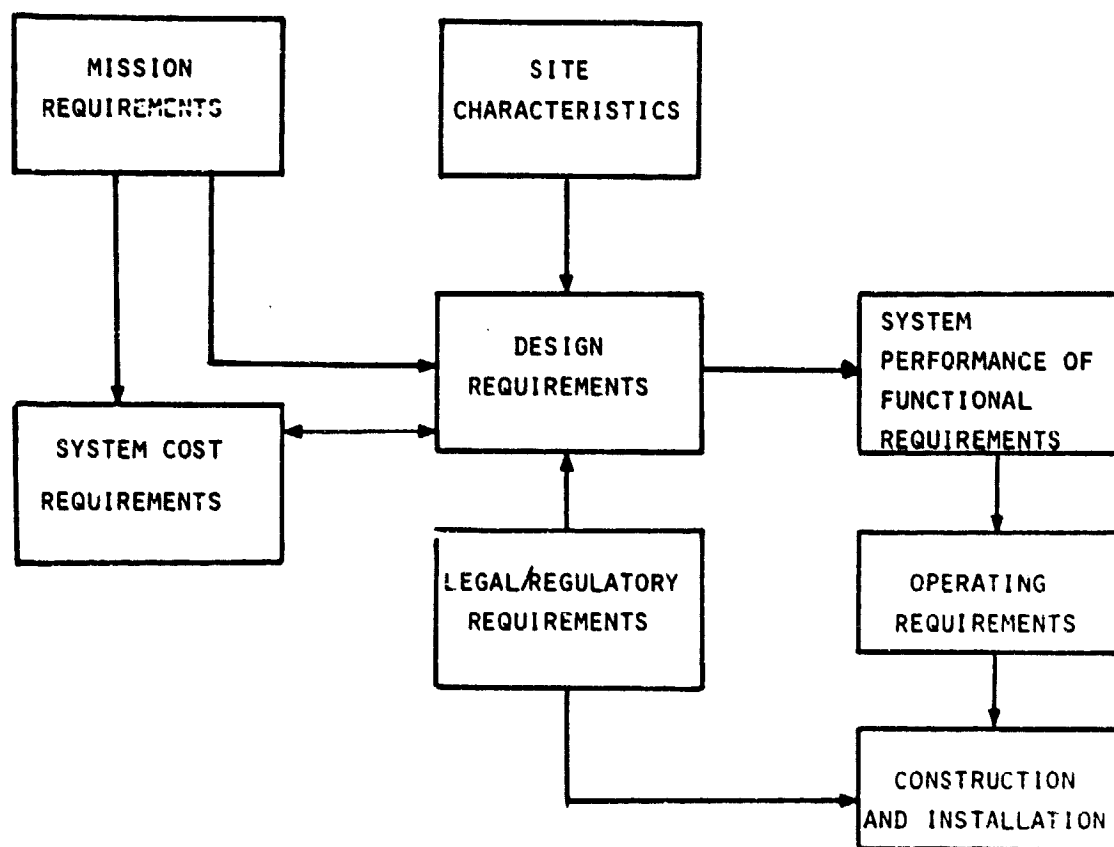 MISSION
REQUIREMENTS
SITE
CHARACTERISTICS
DESIGN
REQUIREMENTS
SYSTEM
PERFORMANCE OF
FUNCTIONAL
REQUIREMENTS
SYSTEM COST
REQUIREMENTS
LEGAL/REGULATORY
REQUIREMENTS
OPERATING
REQUIREMENTS
CONSTRUCTION
AND INSTALLATION